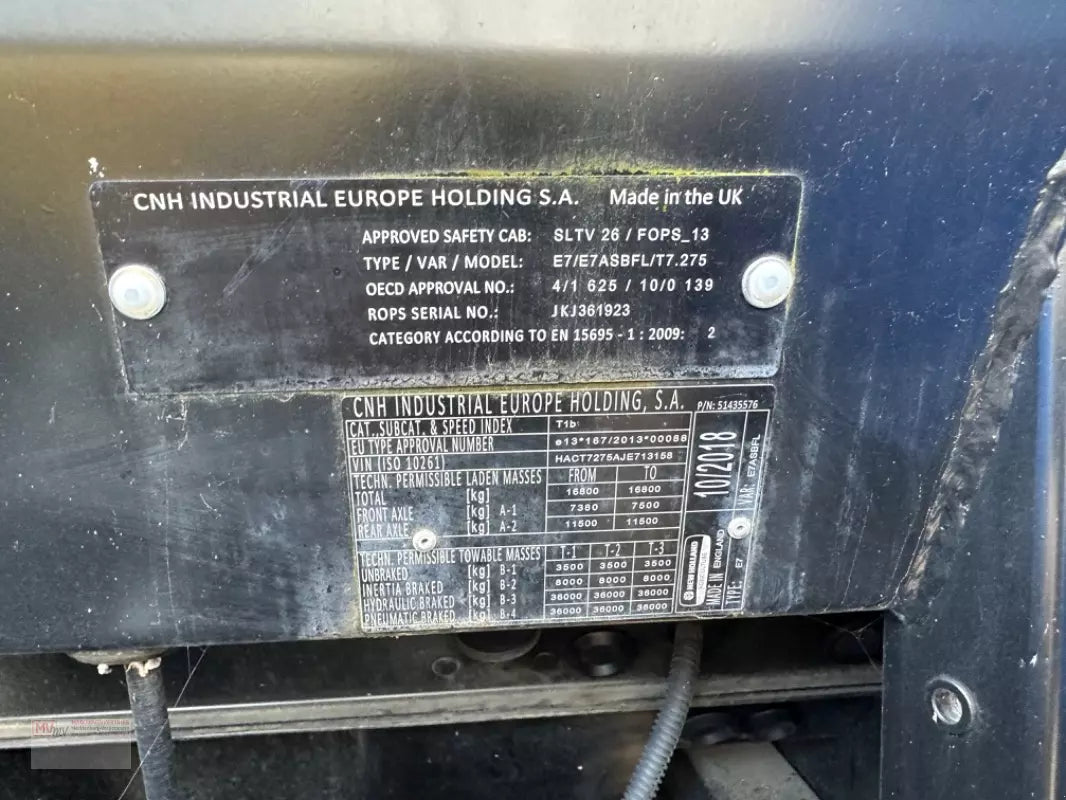 CNH INDUSTRIAL EUROPE HOLDING S.A. Made in the UK
APPROVED SAFETY CAB: SLTV 26 / FOPS_13
TYPE / VAR / MODEL: E7/E7ASBFL/T7.275
OECD APPROVAL NO.: 4/1 625 / 10/0 139
ROPS SERIAL NO.: JKJ361923
CATEGORY ACCORDING TO EN 15695 - 1 : 2009: 2
CNH INDUSTRIAL EUROPE HOLDING, S.A. P/N: 51435576
CAT. SUBCAT. & SPEED INDEX T1b
EU TYPE APPROVAL NUMBER e13*167/2013*00088
VIN (ISO 10261) HACT7275AJE713158
TECHN. PERMISSIBLE LADEN MASSES FROM TO
TOTAL [kg] 16800 16800
FRONT AXLE [kg] A-1 7380 7500
REAR AXLE [kg] A-2 11500 11500
TECHN. PERMISSIBLE TOWABLE MASSES T-1 T-2 T-3
UNBRAKED [kg] B-1 3500 3500 3500
INERTIA BRAKED [kg] B-2 8000 8000 8000
HYDRAULIC BRAKED [kg] B-3 36000 36000 36000
PNEUMATIC BRAKED [kg] B-4 36000 36000 36000
10/2018
VAR: E7ASBFL
NEW HOLLAND
MADE IN ENGLAND
TYPE: E7